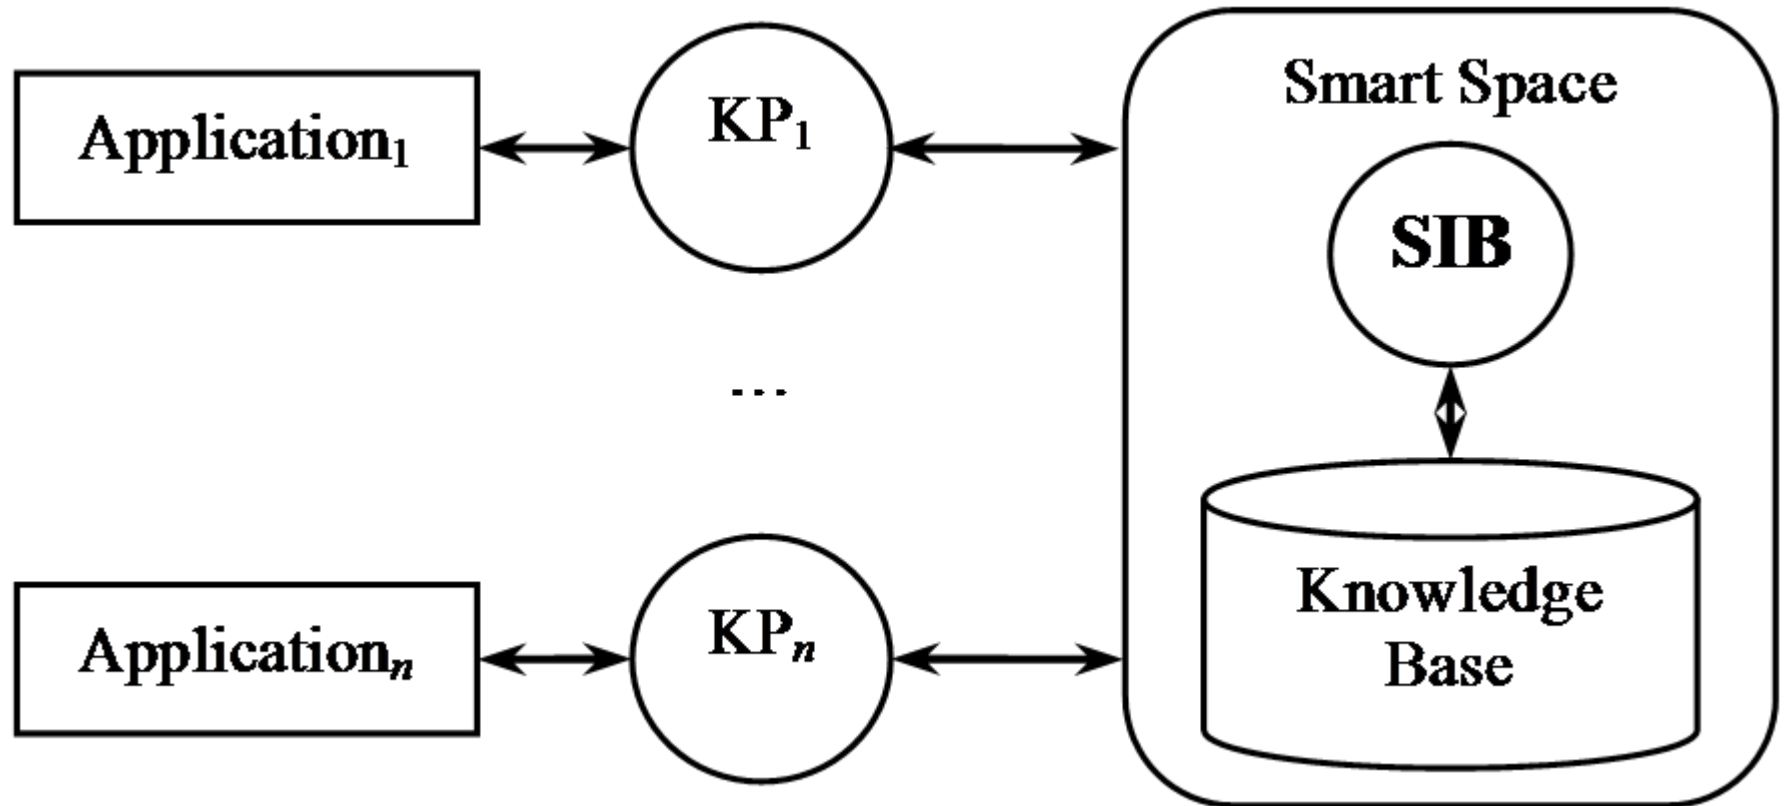 Application₁
KP₁
Smart Space
SIB
...
Applicationₙ
KPₙ
Knowledge
Base